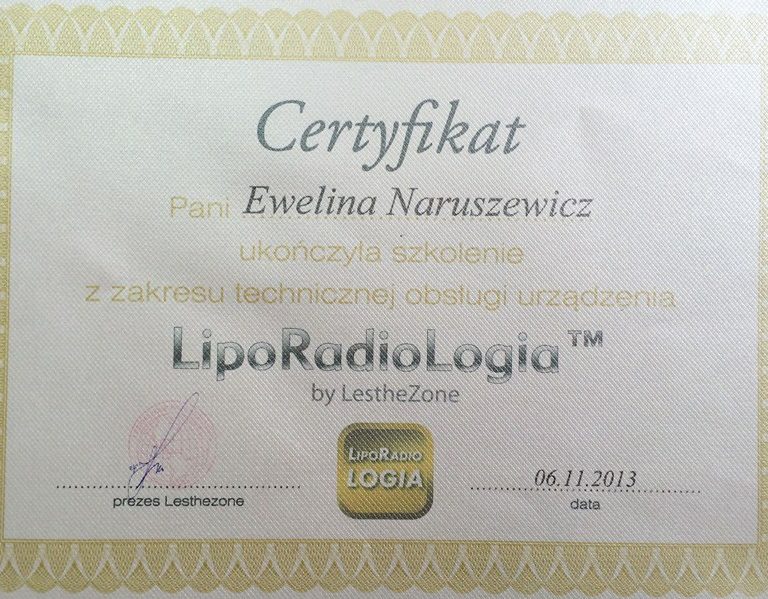 Certyfikat
Pani Ewelina Naruszewicz
ukończyła szkolenie
z zakresu technicznej obsługi urządzenia
LipoRadioLogia™
by LestheZone
LIPORADIO
LOGIA
prezes Lesthezone
06.11.2013
data